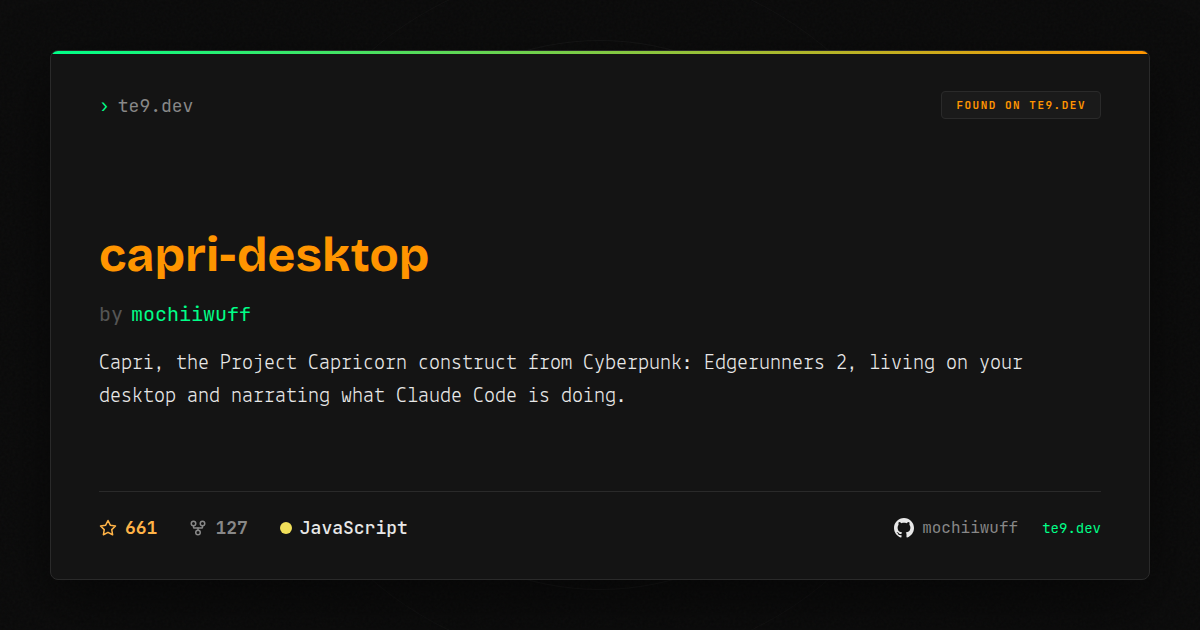 › te9.dev
FOUND ON TE9.DEV
capri-desktop
by mochiiwuff
Capri, the Project Capricorn construct from Cyberpunk: Edgerunners 2, living on your
desktop and narrating what Claude Code is doing.
661 127 JavaScript
mochiiwuff te9.dev